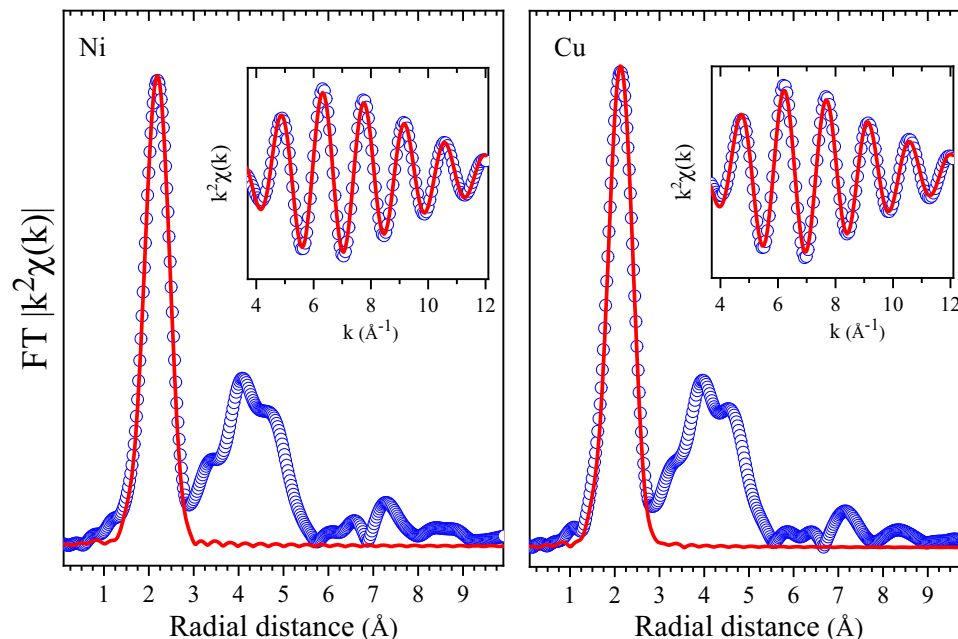 Ni
k²χ(k)
4 6 8 10 12
k (Å⁻¹)
FT |k²χ(k)|
1 2 3 4 5 6 7 8 9
Radial distance (Å)
Cu
k²χ(k)
4 6 8 10 12
k (Å⁻¹)
1 2 3 4 5 6 7 8 9
Radial distance (Å)